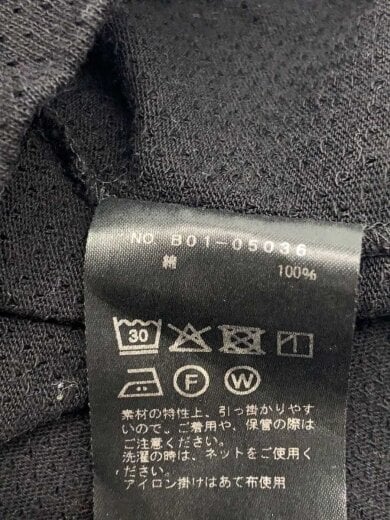 NO. B01-05036
綿 100%
30
F W
素材の特性上、引っ掛かりやす
いので、ご着用や、保管の際は
ご注意ください。
洗濯の時は、ネットをご使用く
ださい。
アイロン掛けはあて布使用